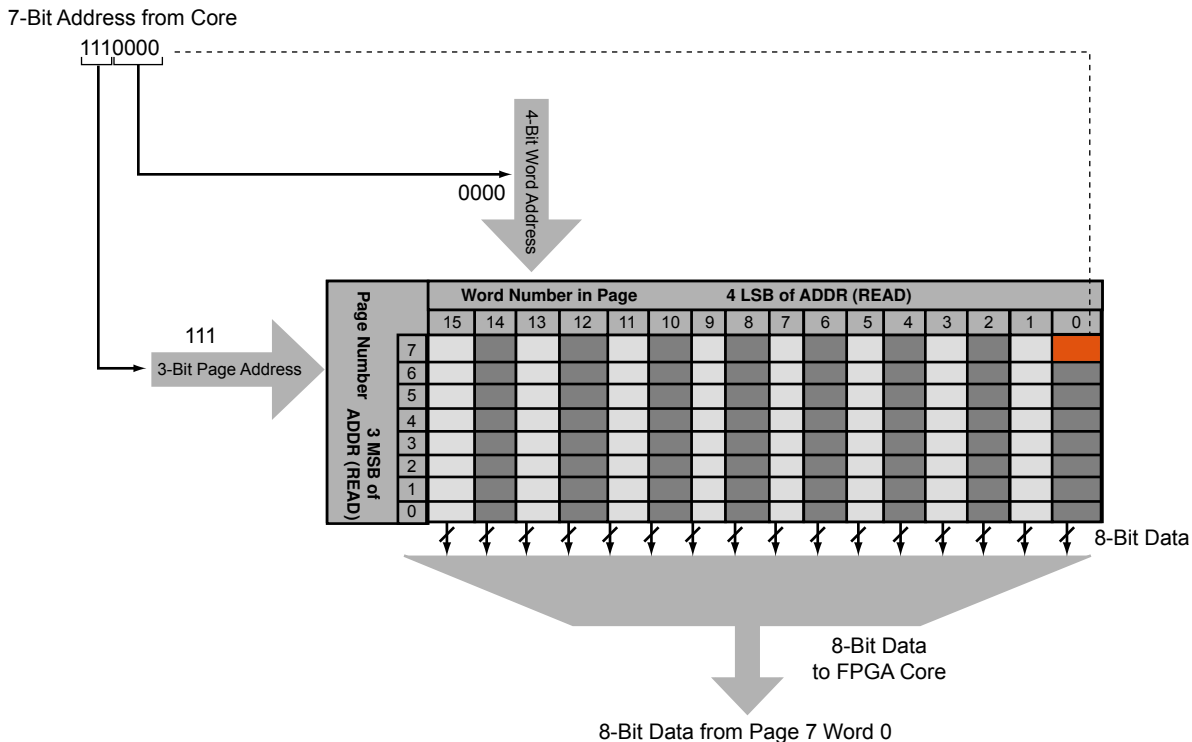 7-Bit Address from Core
1110000
4-Bit Word Address
0000
Word Number in Page 4 LSB of ADDR (READ)
15 14 13 12 11 10 9 8 7 6 5 4 3 2 1 0
111
3-Bit Page Address
Page Number
3 MSB of
ADDR (READ)
7
6
5
4
3
2
1
0
8-Bit Data
8-Bit Data
to FPGA Core
8-Bit Data from Page 7 Word 0